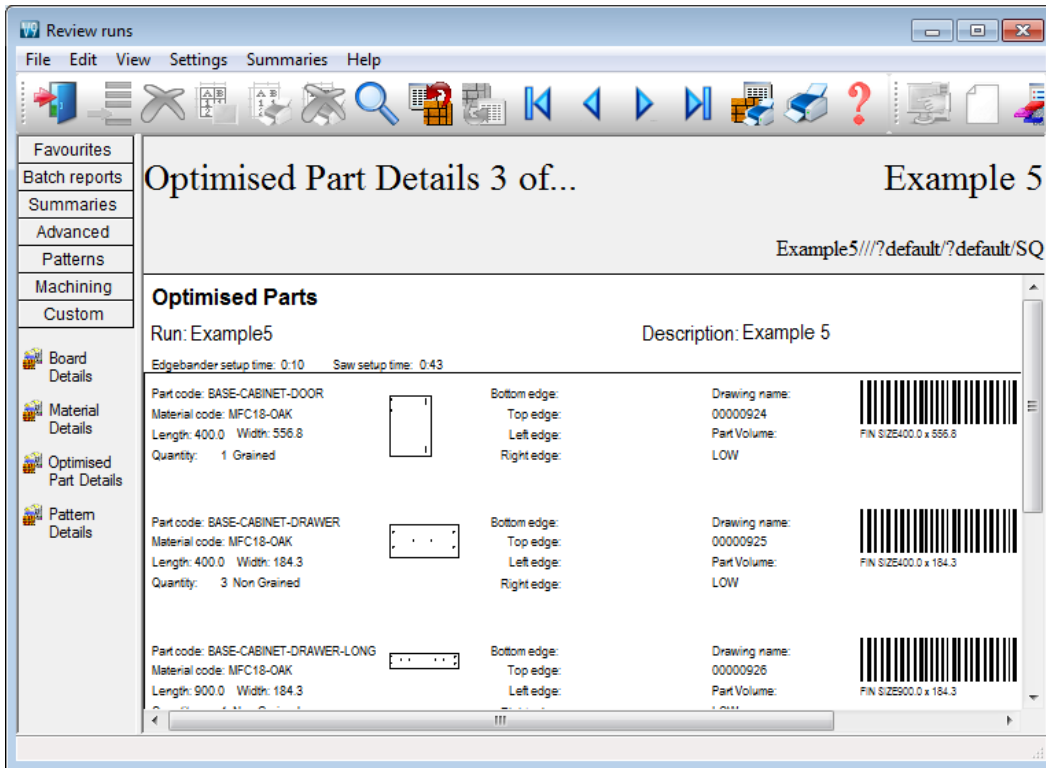 Review runs
File Edit View Settings Summaries Help
Favourites
Batch reports
Summaries
Advanced
Patterns
Machining
Custom
Board
Details
Material
Details
Optimised
Part Details
Pattern
Details
Optimised Part Details 3 of... Example 5
Example5///?default/?default/SQ
Optimised Parts
Run: Example5 Description: Example 5
Edgebander setup time: 0:10 Saw setup time: 0:43
Part code: BASE-CABINET-DOOR Bottom edge: Drawing name:
Material code: MFC18-OAK Top edge: 00000924
Length: 400.0 Width: 556.8 Left edge: Part Volume: FIN SIZE400.0 x 556.8
Quantity: 1 Grained Right edge: LOW
Part code: BASE-CABINET-DRAWER Bottom edge: Drawing name:
Material code: MFC18-OAK Top edge: 00000925
Length: 400.0 Width: 184.3 Left edge: Part Volume: FIN SIZE400.0 x 184.3
Quantity: 3 Non Grained Right edge: LOW
Part code: BASE-CABINET-DRAWER-LONG Bottom edge: Drawing name:
Material code: MFC18-OAK Top edge: 00000926
Length: 900.0 Width: 184.3 Left edge: Part Volume: FIN SIZE900.0 x 184.3